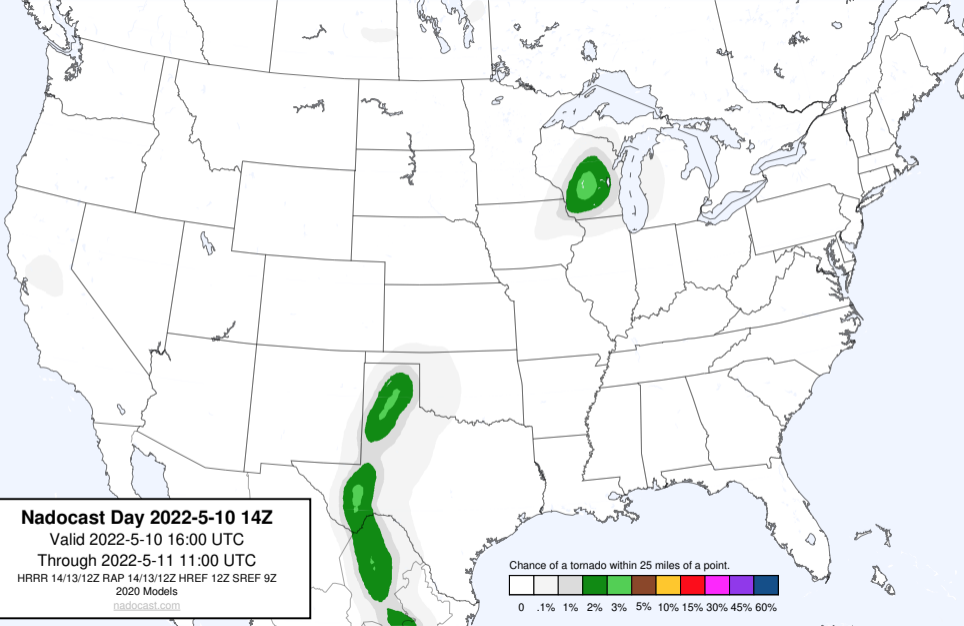 Nadocast Day 2022-5-10 14Z
Valid 2022-5-10 16:00 UTC
Through 2022-5-11 11:00 UTC
HRRR 14/13/12Z RAP 14/13/12Z HREF 12Z SREF 9Z
2020 Models
nadocast.com
Chance of a tornado within 25 miles of a point.
0 .1% 1% 2% 3% 5% 10% 15% 30% 45% 60%